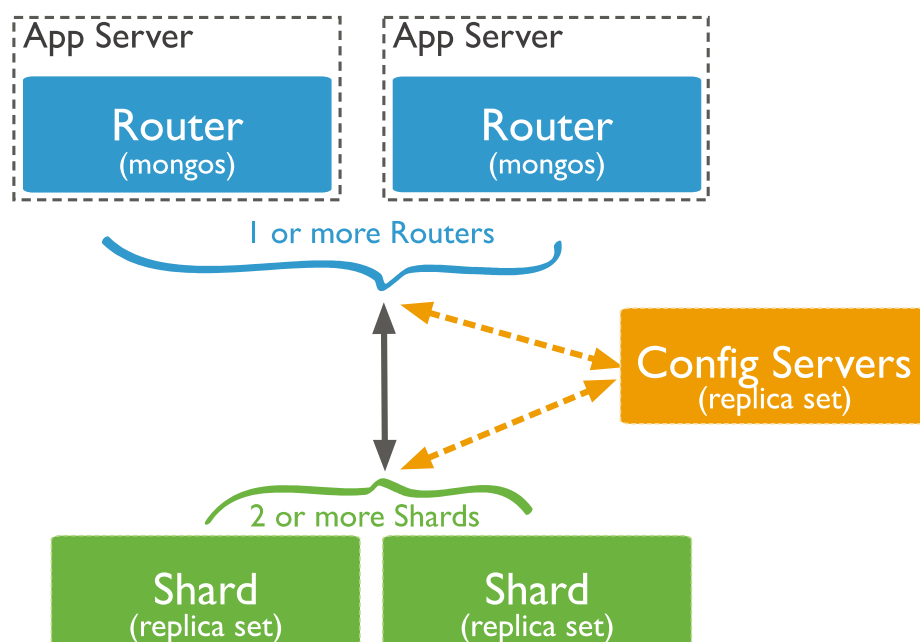 App Server
App Server
Router
(mongos)
Router
(mongos)
1 or more Routers
Config Servers
(replica set)
2 or more Shards
Shard
(replica set)
Shard
(replica set)